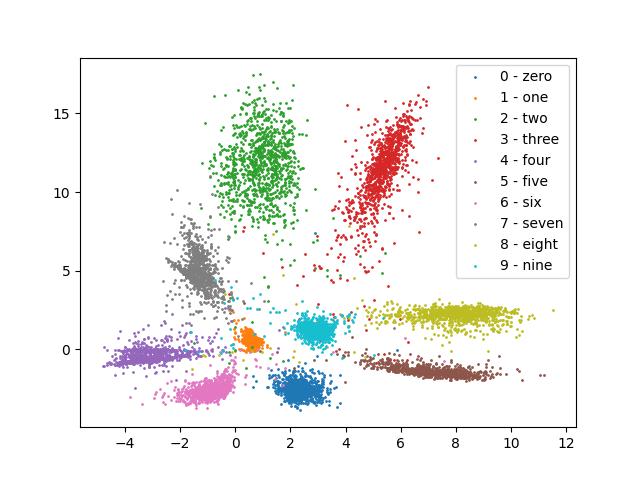 0 - zero
1 - one
2 - two
3 - three
4 - four
5 - five
6 - six
7 - seven
8 - eight
9 - nine
15
10
5
0
−4 −2 0 2 4 6 8 10 12